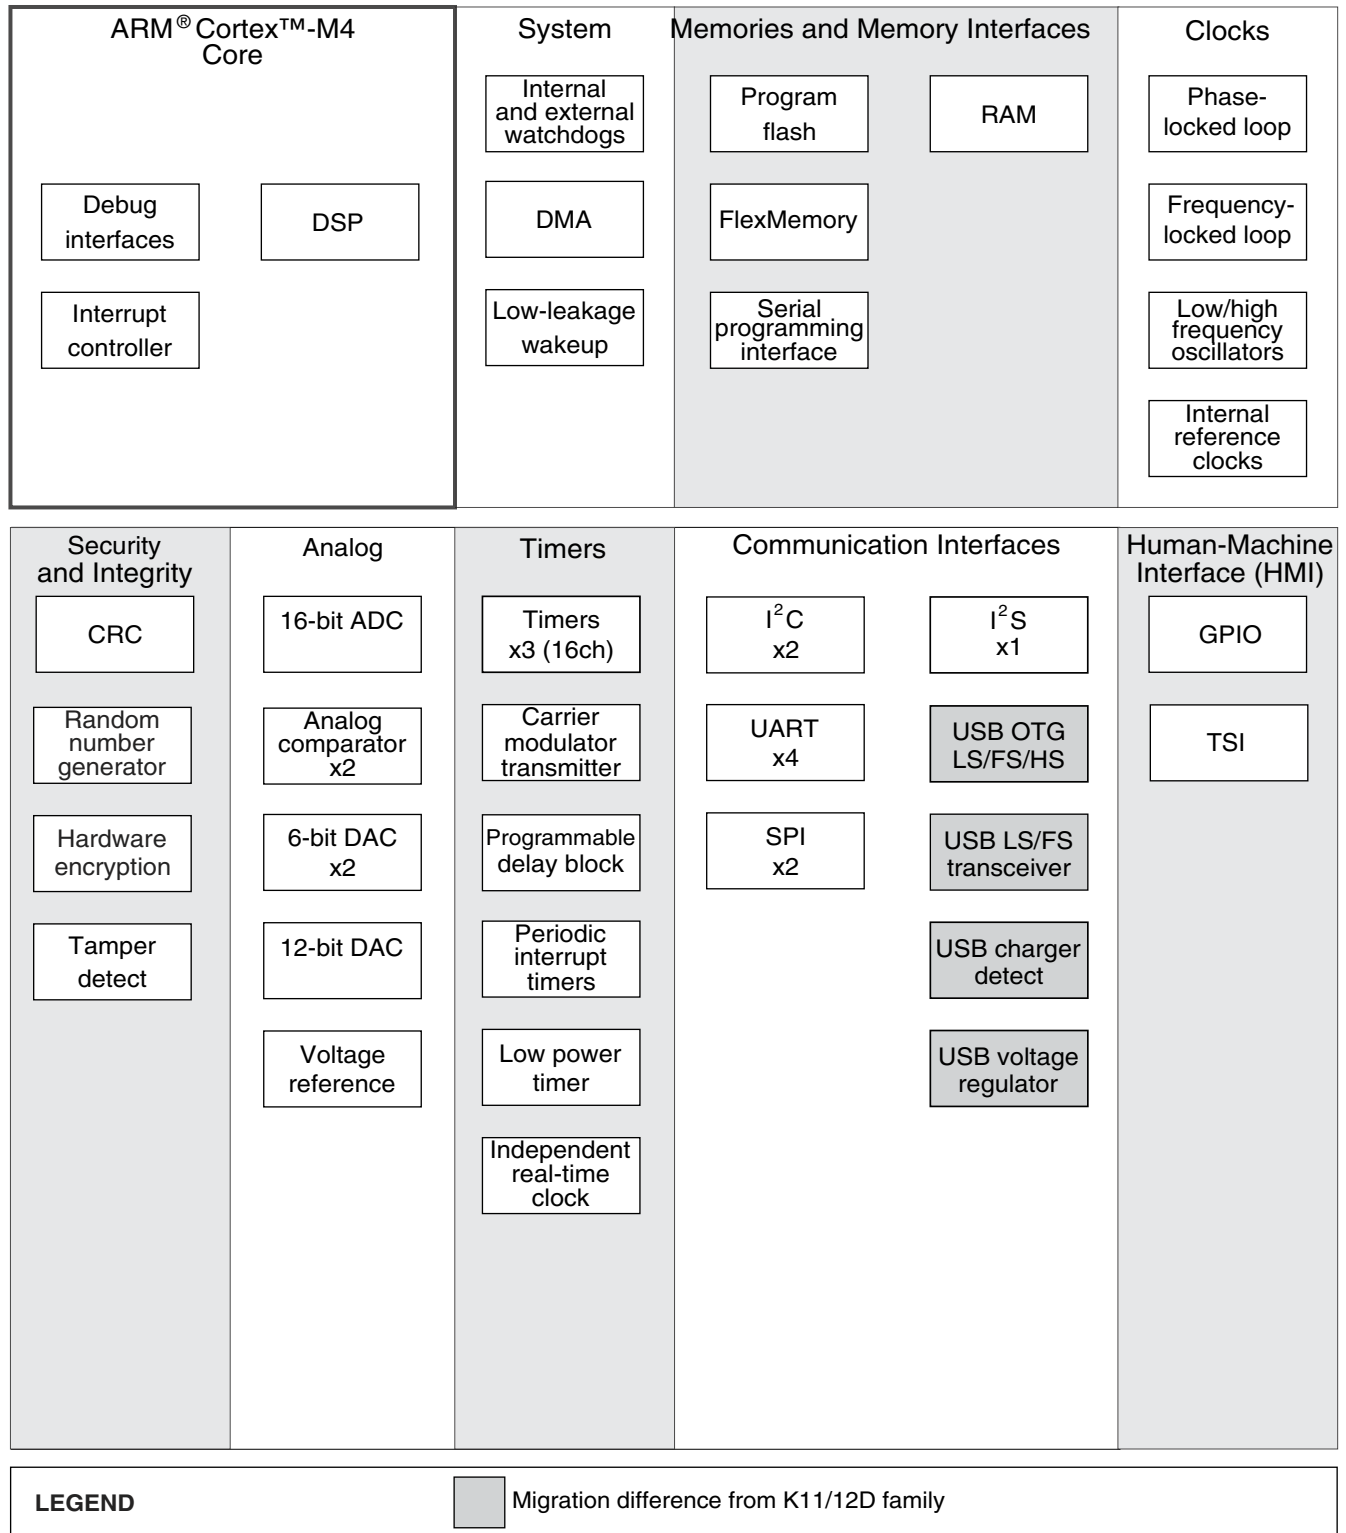 ARM® Cortex™-M4
Core
System
Memories and Memory Interfaces
Clocks
Debug
interfaces
DSP
Interrupt
controller
Internal
and external
watchdogs
DMA
Low-leakage
wakeup
Program
flash
RAM
FlexMemory
Serial
programming
interface
Phase-
locked loop
Frequency-
locked loop
Low/high
frequency
oscillators
Internal
reference
clocks
Security
and Integrity
CRC
Random
number
generator
Hardware
encryption
Tamper
detect
Analog
16-bit ADC
Analog
comparator
x2
6-bit DAC
x2
12-bit DAC
Voltage
reference
Timers
Timers
x3 (16ch)
Carrier
modulator
transmitter
Programmable
delay block
Periodic
interrupt
timers
Low power
timer
Independent
real-time
clock
Communication Interfaces
I²C
x2
UART
x4
SPI
x2
I²S
x1
USB OTG
LS/FS/HS
USB LS/FS
transceiver
USB charger
detect
USB voltage
regulator
Human-Machine
Interface (HMI)
GPIO
TSI
LEGEND
Migration difference from K11/12D family